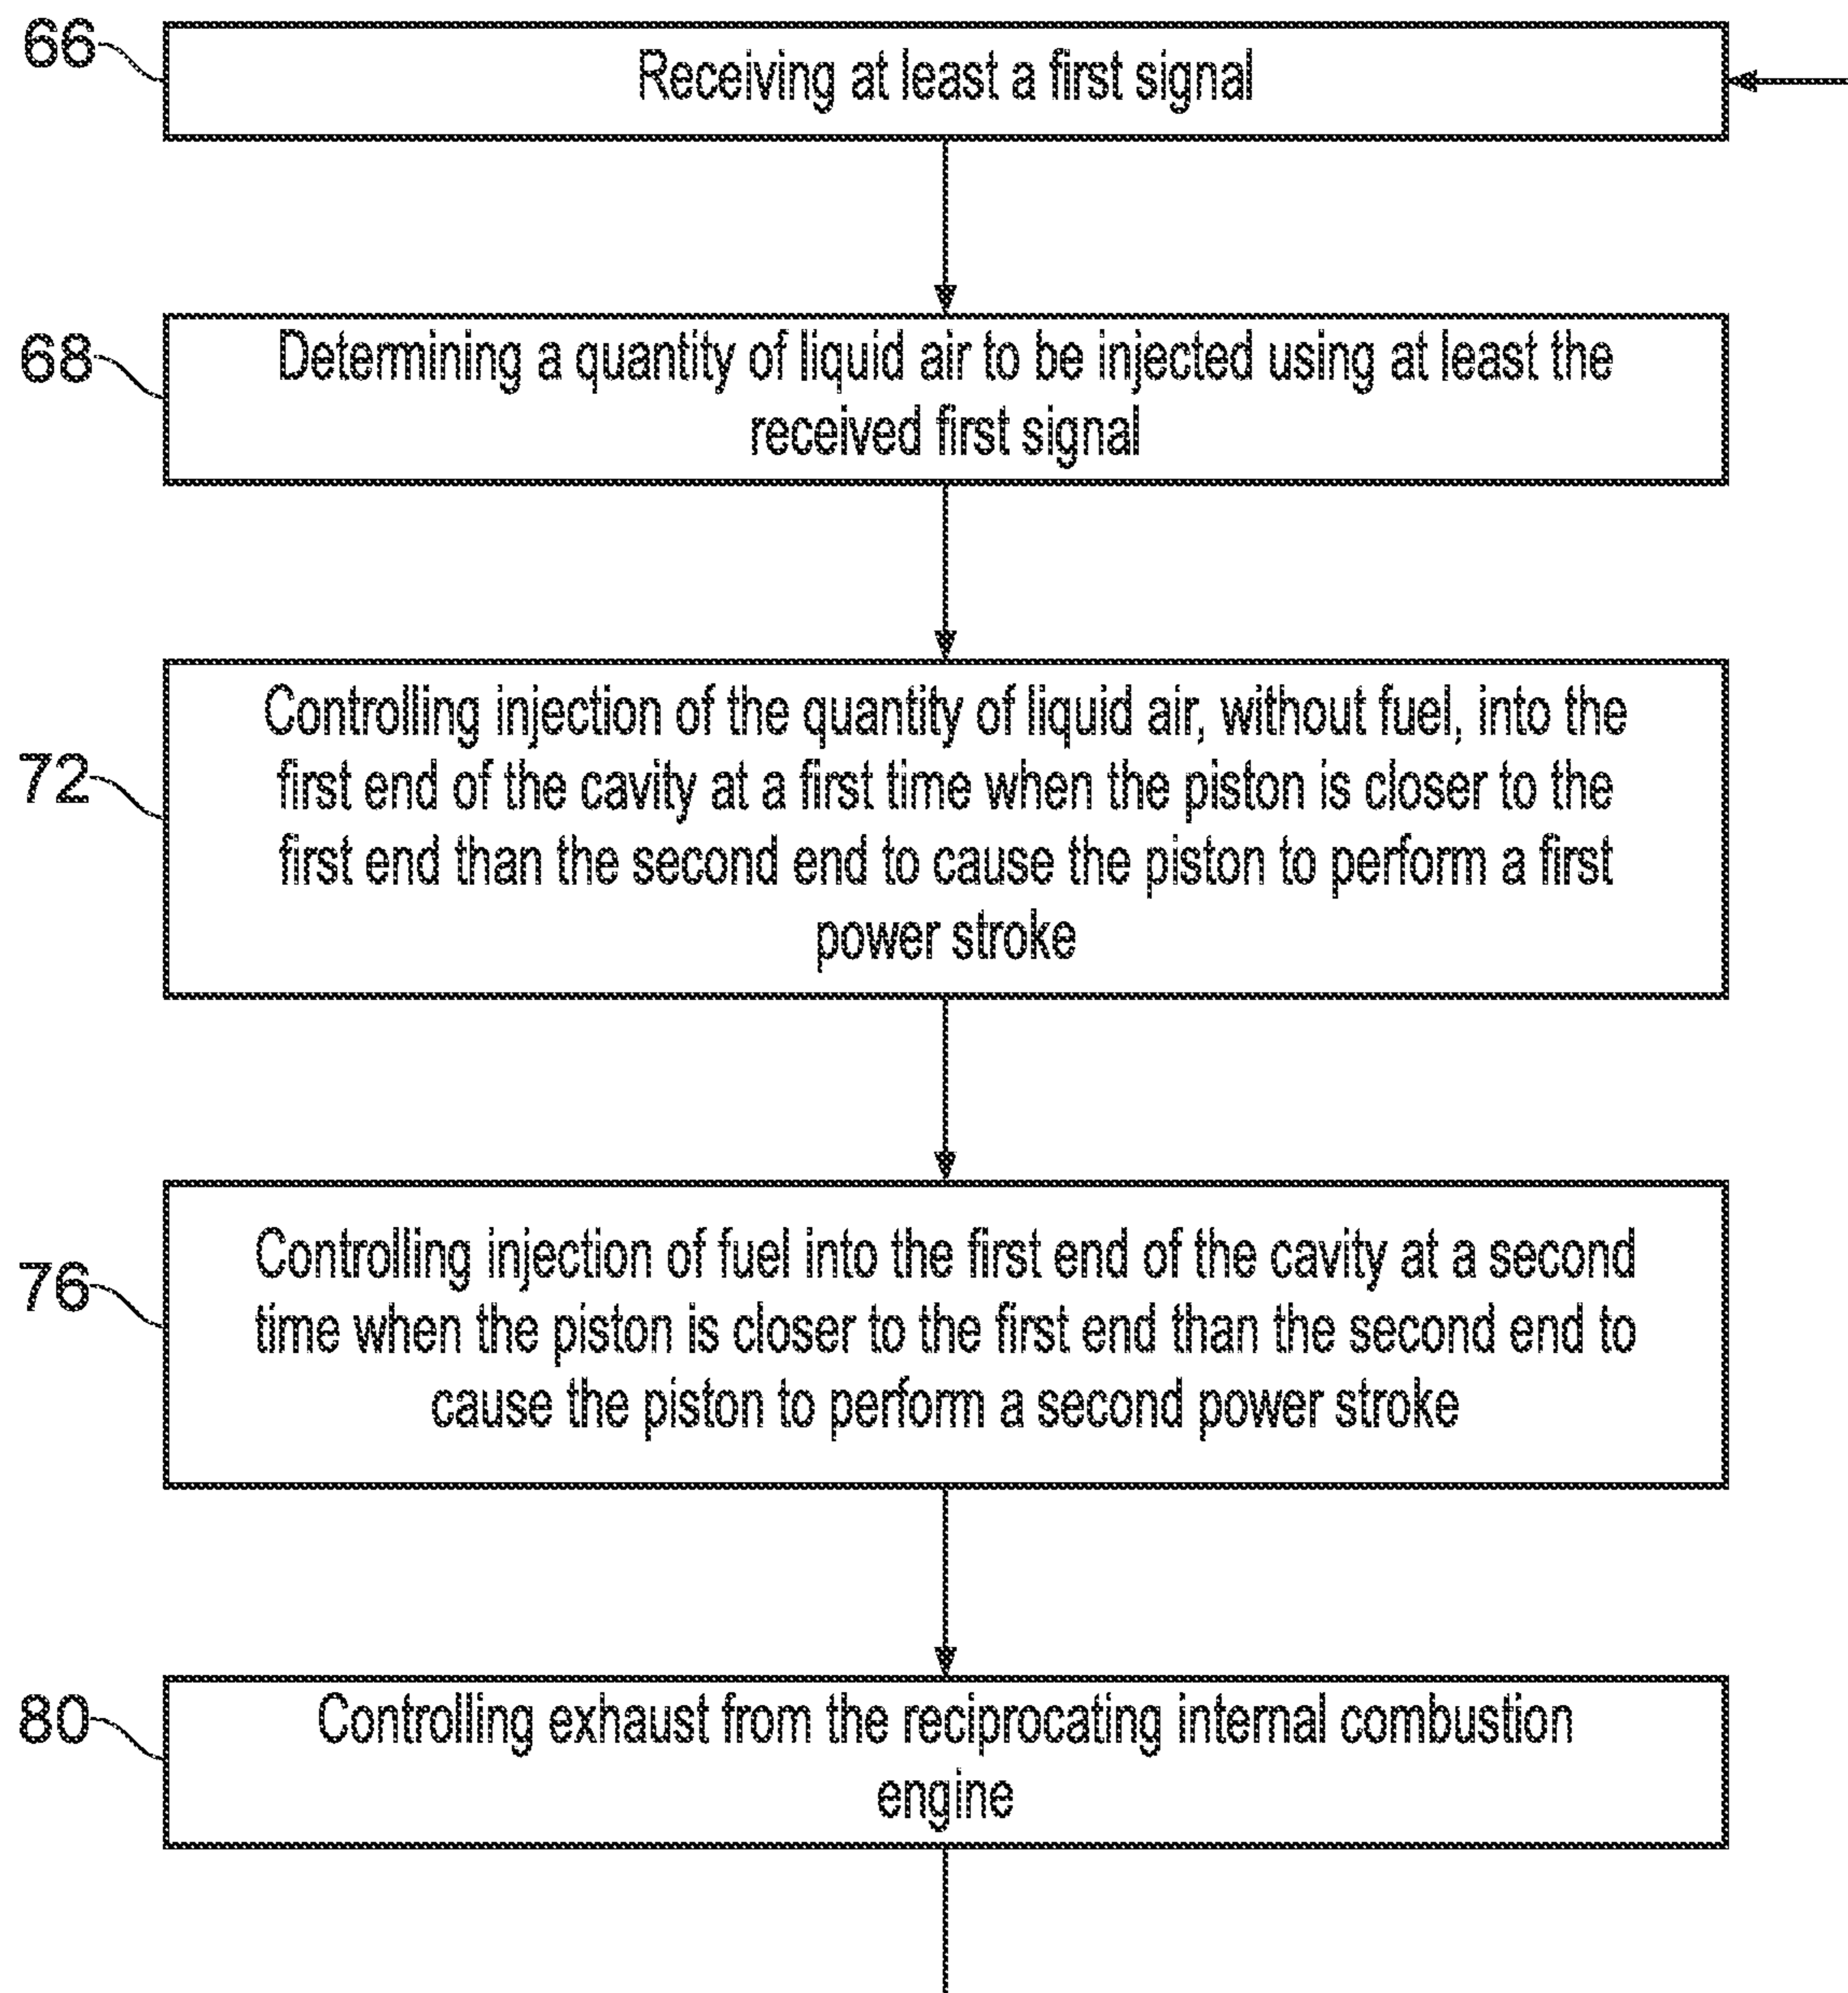 66
Receiving at least a first signal
68
Determining a quantity of liquid air to be injected using at least the
received first signal
72
Controlling injection of the quantity of liquid air, without fuel, into the
first end of the cavity at a first time when the piston is closer to the
first end than the second end to cause the piston to perform a first
power stroke
76
Controlling injection of fuel into the first end of the cavity at a second
time when the piston is closer to the first end than the second end to
cause the piston to perform a second power stroke
80
Controlling exhaust from the reciprocating internal combustion
engine